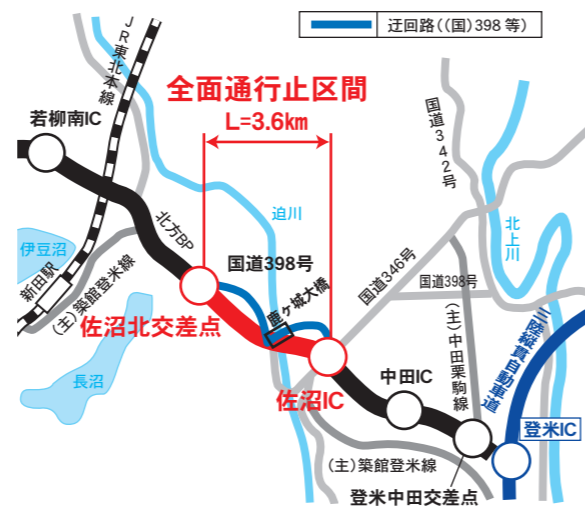 迂回路((国)398 等)
JR東北本線
全面通行止区間
L=3.6km
若柳南IC
国道342号
迫川
北上川
北方BP
伊豆沼
新田駅
国道398号
国道346号
国道398号
(主)築館登米線
鹿ヶ城大橋
佐沼北交差点
(主)中田栗駒線
三陸縦貫自動車道
長沼
中田IC
佐沼IC
登米IC
(主)築館登米線
登米中田交差点